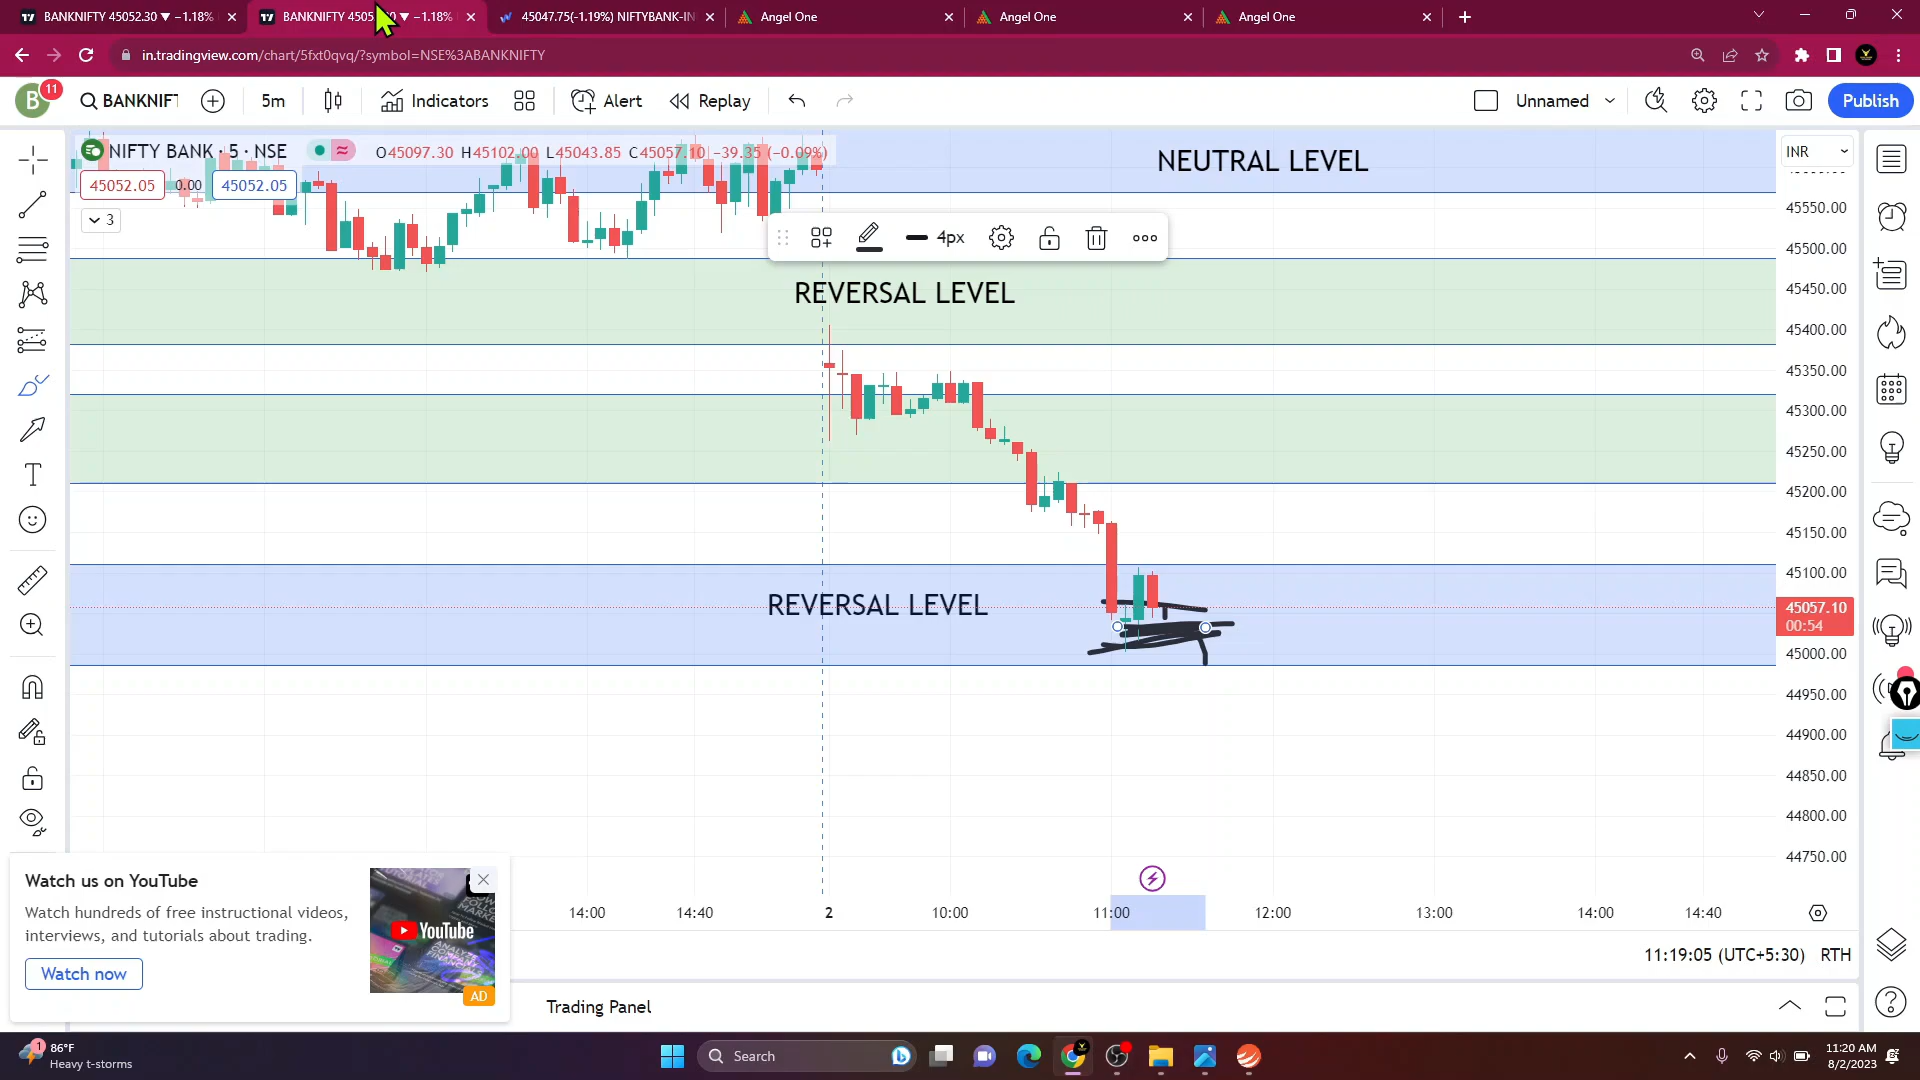 BANKNIFTY 45052.30 ▼ −1.18%
BANKNIFTY 4505 ▼ −1.18%
45047.75(-1.19%) NIFTYBANK-IN
Angel One
Angel One
Angel One
in.tradingview.com/chart/5fxt0qvq/?symbol=NSE%3ABANKNIFTY
B
11
BANKNIFT
5m
Indicators
Alert
Replay
Unnamed
Publish
NIFTY BANK · 5 · NSE
O45097.30 H45102.00 L45043.85 C45057.10 −39.35 (−0.09%)
45052.05
0.00
45052.05
3
NEUTRAL LEVEL
INR
4px
REVERSAL LEVEL
REVERSAL LEVEL
45550.00
45500.00
45450.00
45400.00
45350.00
45300.00
45250.00
45200.00
45150.00
45100.00
45057.10
00:54
45000.00
44950.00
44900.00
44850.00
44800.00
44750.00
14:00
14:40
2
10:00
11:00
12:00
13:00
14:00
14:40
Watch us on YouTube
Watch hundreds of free instructional videos,
interviews, and tutorials about trading.
Watch now
YouTube
AD
11:19:05 (UTC+5:30)
RTH
Trading Panel
1
86°F
Heavy t-storms
Search
11:20 AM
8/2/2023